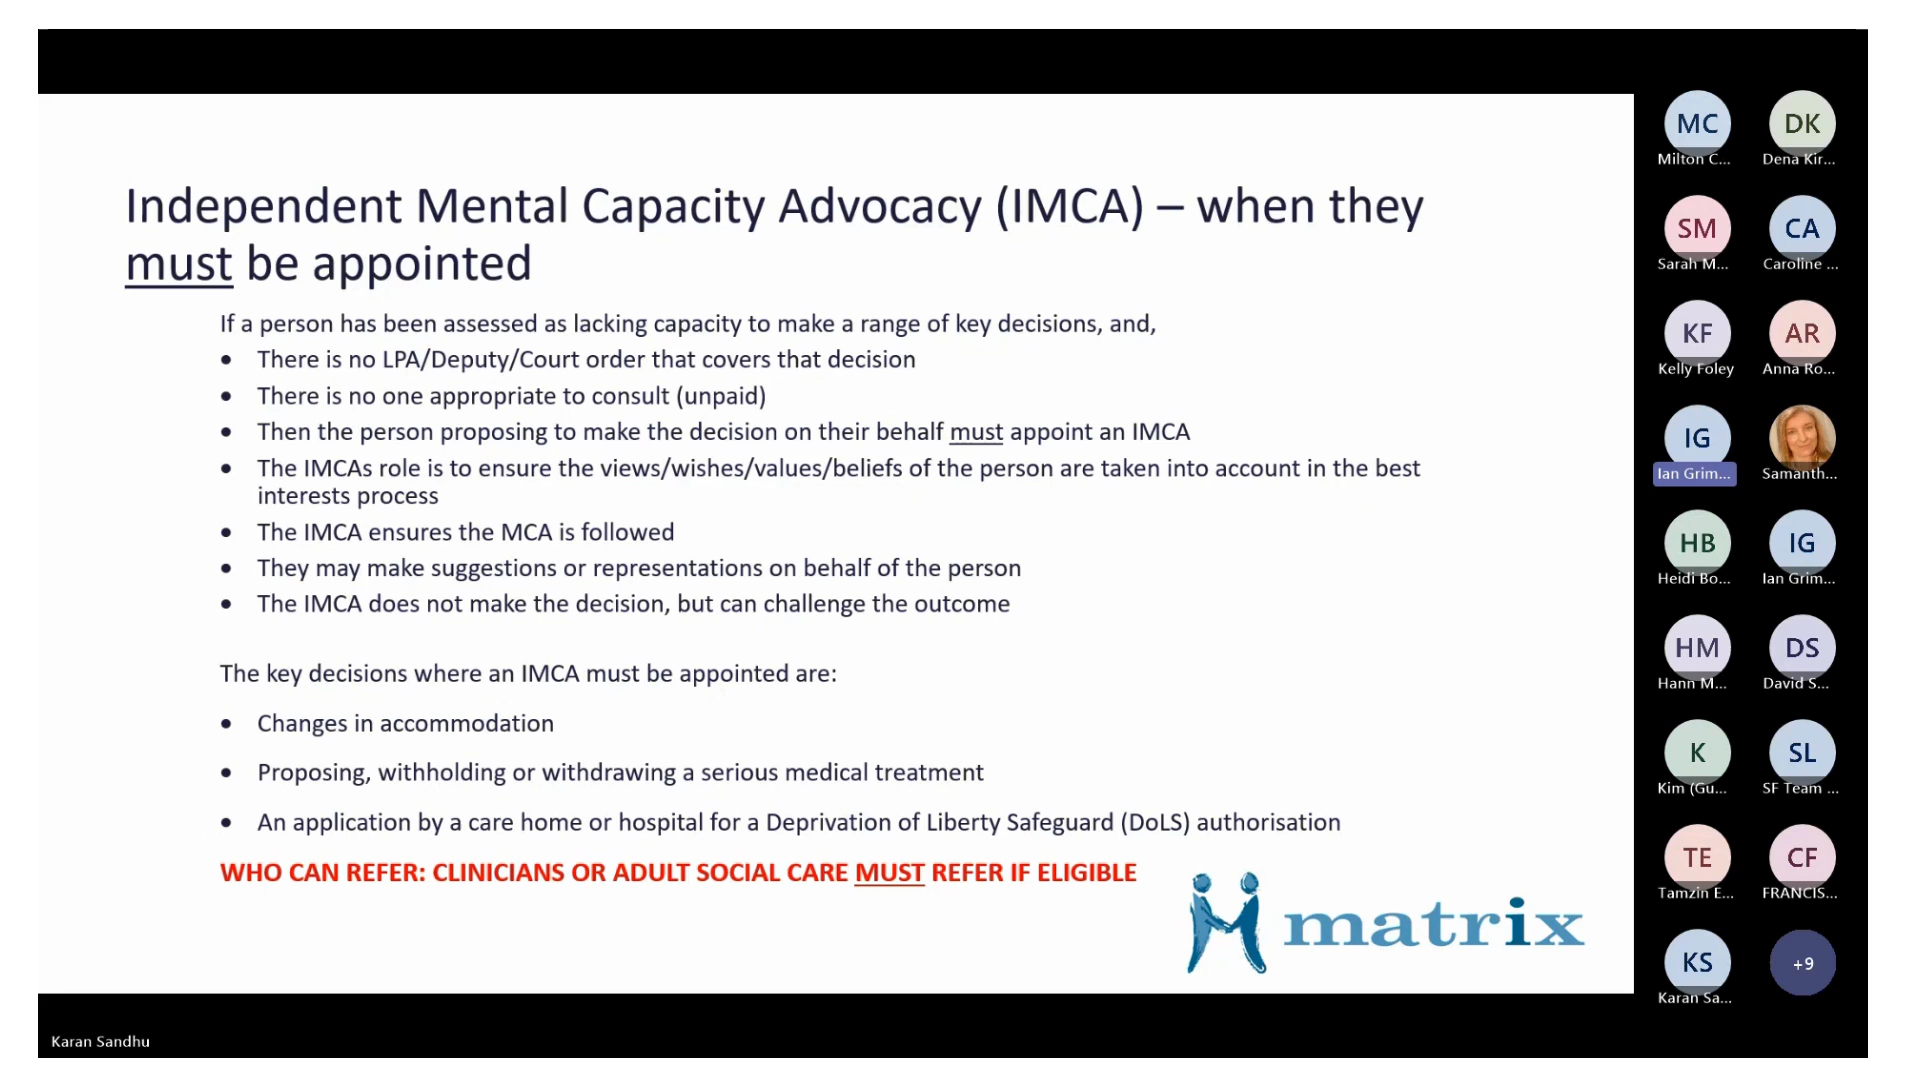 Independent Mental Capacity Advocacy (IMCA) – when they
must be appointed
If a person has been assessed as lacking capacity to make a range of key decisions, and,
• There is no LPA/Deputy/Court order that covers that decision
• There is no one appropriate to consult (unpaid)
• Then the person proposing to make the decision on their behalf must appoint an IMCA
• The IMCAs role is to ensure the views/wishes/values/beliefs of the person are taken into account in the best
interests process
• The IMCA ensures the MCA is followed
• They may make suggestions or representations on behalf of the person
• The IMCA does not make the decision, but can challenge the outcome
The key decisions where an IMCA must be appointed are:
• Changes in accommodation
• Proposing, withholding or withdrawing a serious medical treatment
• An application by a care home or hospital for a Deprivation of Liberty Safeguard (DoLS) authorisation
WHO CAN REFER: CLINICIANS OR ADULT SOCIAL CARE MUST REFER IF ELIGIBLE
matrix
Karan Sandhu
MC
Milton C...
DK
Dena Kir...
SM
Sarah M...
CA
Caroline ...
KF
Kelly Foley
AR
Anna Ro...
IG
Ian Grim...
Samanth...
HB
Heidi Bo...
IG
Ian Grim...
HM
Hann M...
DS
David S...
K
Kim (Gu...
SL
SF Team ...
TE
Tamzin E...
CF
FRANCIS...
KS
Karan Sa...
+9